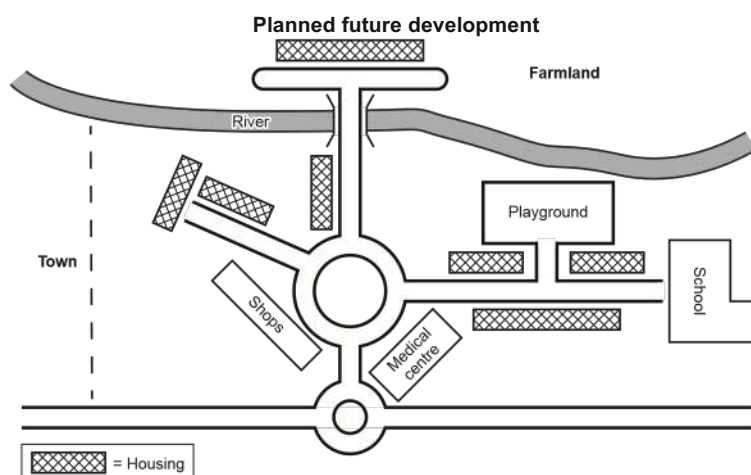 Planned future development
Farmland
River
Playground
Town
School
Shops
Medical
centre
= Housing